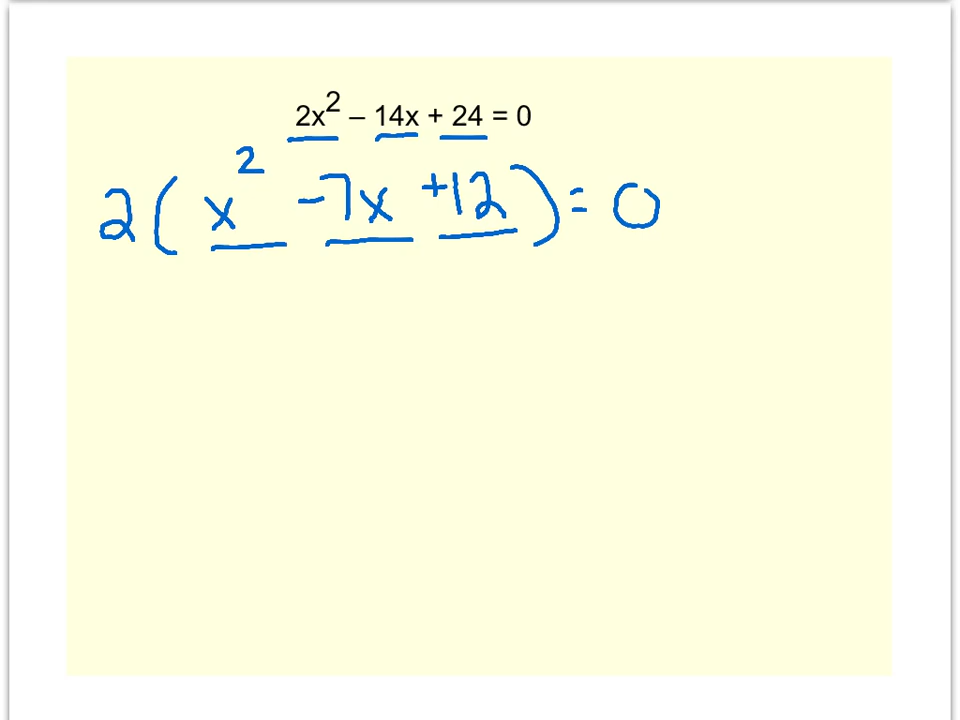 2x² – 14x + 24 = 0
2(x² -7x +12) = 0